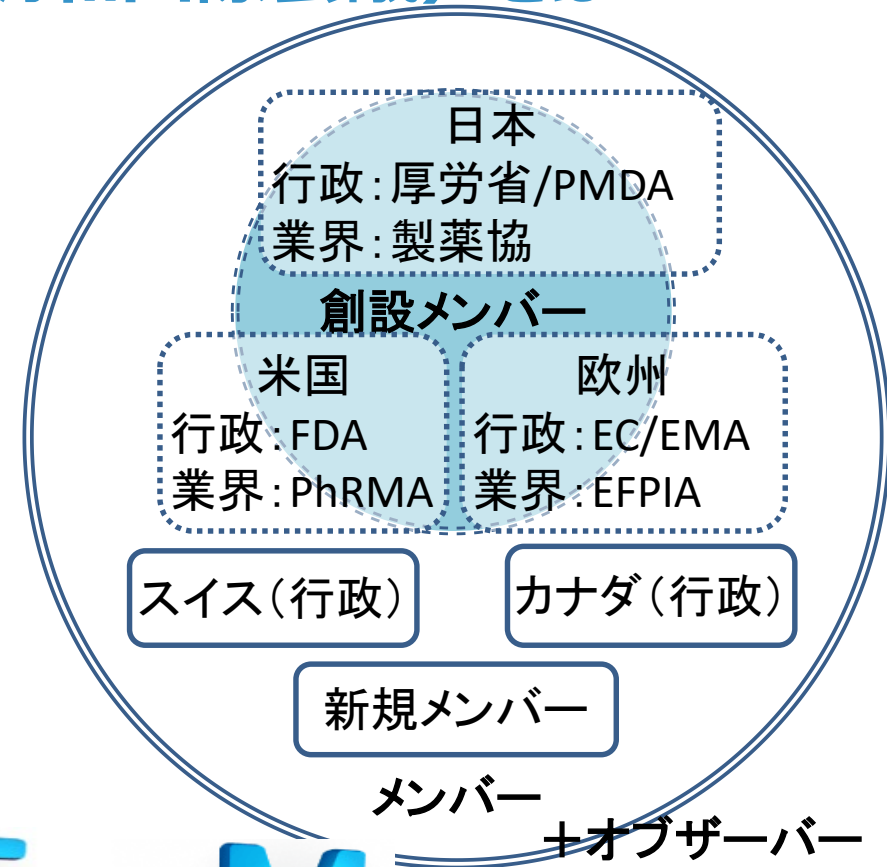 日本
行政：厚労省/PMDA
業界：製薬協
創設メンバー
米国
行政：FDA
業界：PhRMA
欧州
行政：EC/EMA
業界：EFPIA
スイス（行政）
カナダ（行政）
新規メンバー
メンバー
＋オブザーバー